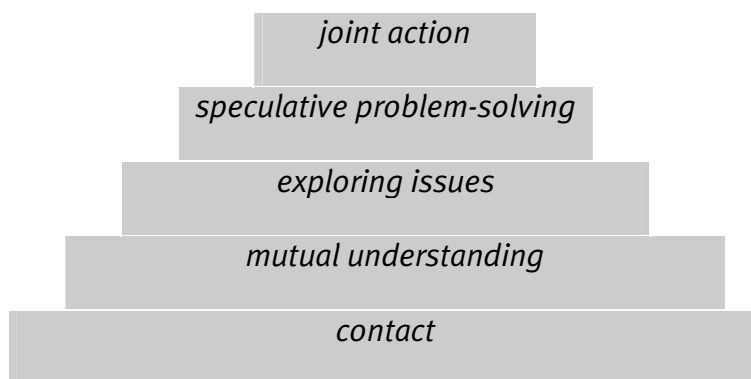 joint action
speculative problem-solving
exploring issues
mutual understanding
contact